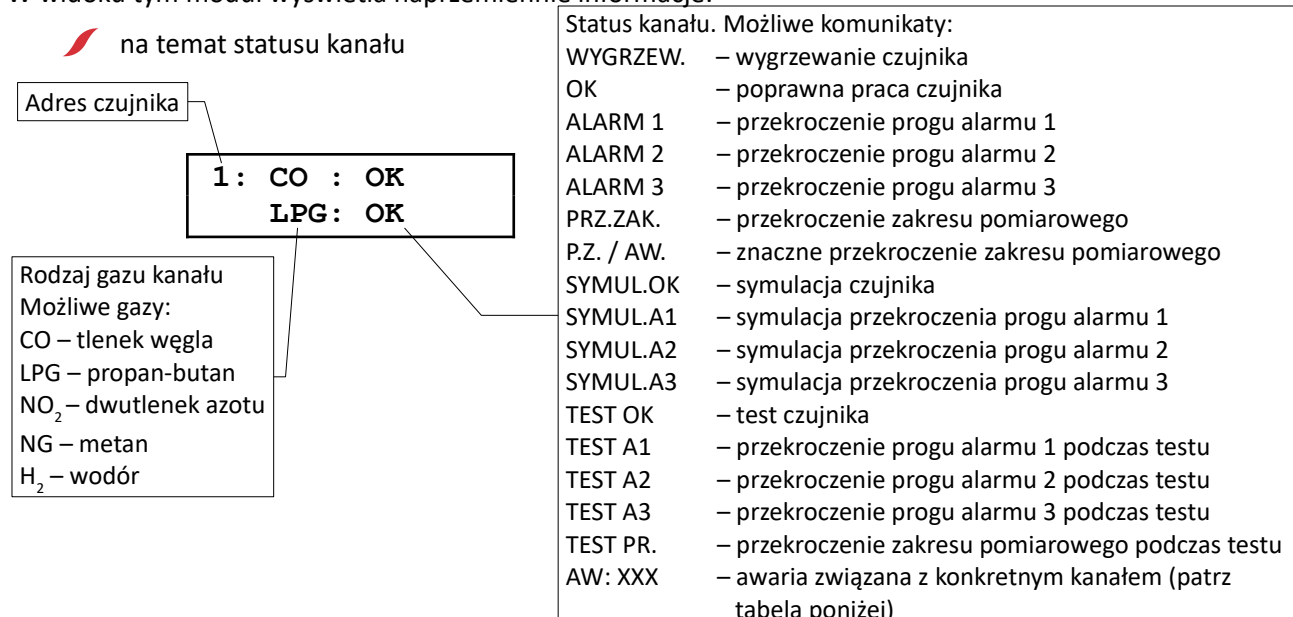 W widoku tym moduł wyświetla naprzemiennie informacje:
na temat statusu kanału
Adres czujnika
1: CO : OK
LPG: OK
Rodzaj gazu kanału
Możliwe gazy:
CO – tlenek węgla
LPG – propan-butan
NO₂ – dwutlenek azotu
NG – metan
H₂ – wodór
Status kanału. Możliwe komunikaty:
WYGRZEW. – wygrzewanie czujnika
OK – poprawna praca czujnika
ALARM 1 – przekroczenie progu alarmu 1
ALARM 2 – przekroczenie progu alarmu 2
ALARM 3 – przekroczenie progu alarmu 3
PRZ.ZAK. – przekroczenie zakresu pomiarowego
P.Z. / AW. – znaczne przekroczenie zakresu pomiarowego
SYMUL.OK – symulacja czujnika
SYMUL.A1 – symulacja przekroczenia progu alarmu 1
SYMUL.A2 – symulacja przekroczenia progu alarmu 2
SYMUL.A3 – symulacja przekroczenia progu alarmu 3
TEST OK – test czujnika
TEST A1 – przekroczenie progu alarmu 1 podczas testu
TEST A2 – przekroczenie progu alarmu 2 podczas testu
TEST A3 – przekroczenie progu alarmu 3 podczas testu
TEST PR. – przekroczenie zakresu pomiarowego podczas testu
AW: XXX – awaria związana z konkretnym kanałem (patrz
tabela poniżej)